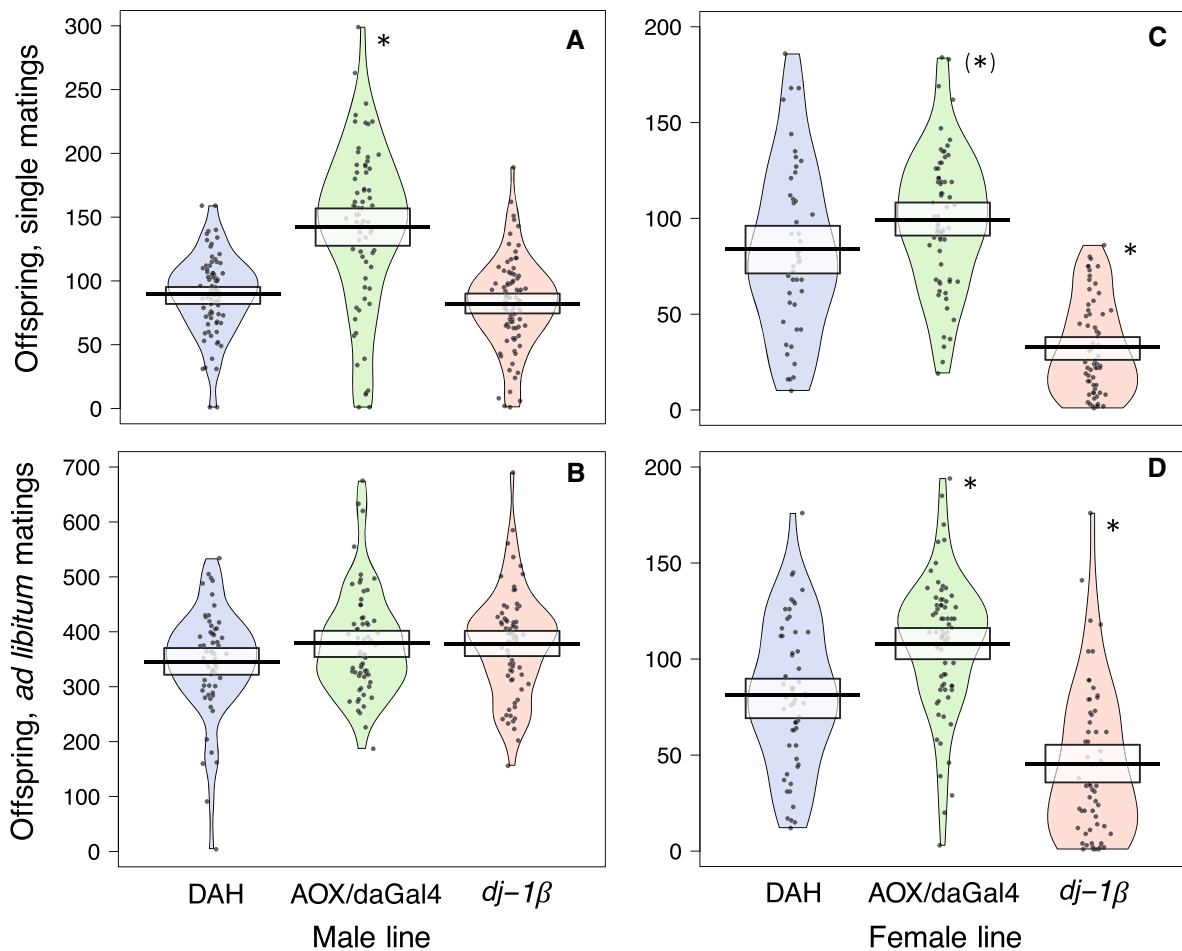 Offspring, single matings
300
250
200
150
100
50
0
*
A
200
150
100
50
0
(*)
*
C
Offspring, ad libitum matings
700
600
500
400
300
200
100
0
B
DAH
AOX/daGal4
dj−1β
Male line
200
150
100
50
0
*
*
D
DAH
AOX/daGal4
dj−1β
Female line